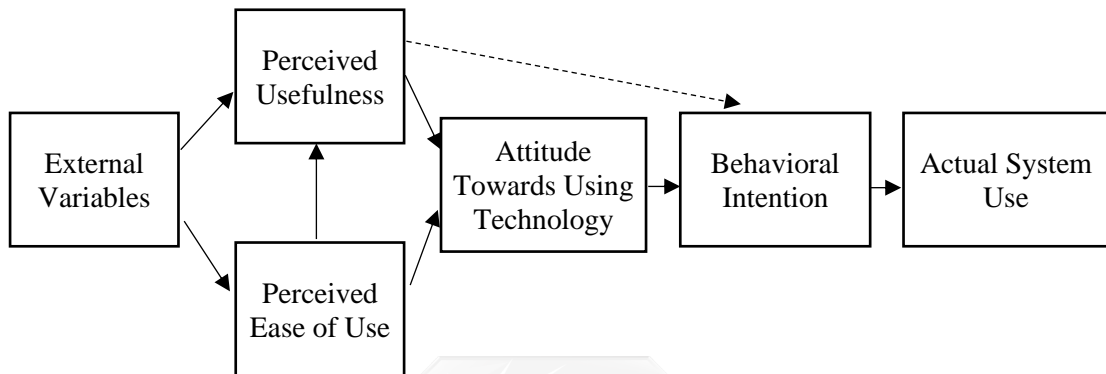 External
Variables
Perceived
Usefulness
Perceived
Ease of Use
Attitude
Towards Using
Technology
Behavioral
Intention
Actual System
Use